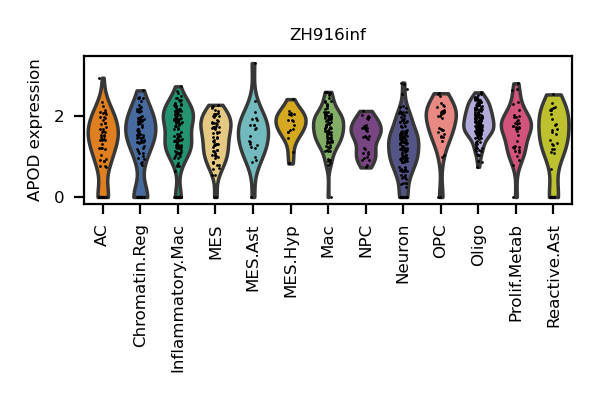 ZH916inf
APOD expression
2
0
AC
Chromatin.Reg
Inflammatory.Mac
MES
MES.Ast
MES.Hyp
Mac
NPC
Neuron
OPC
Oligo
Prolif.Metab
Reactive.Ast